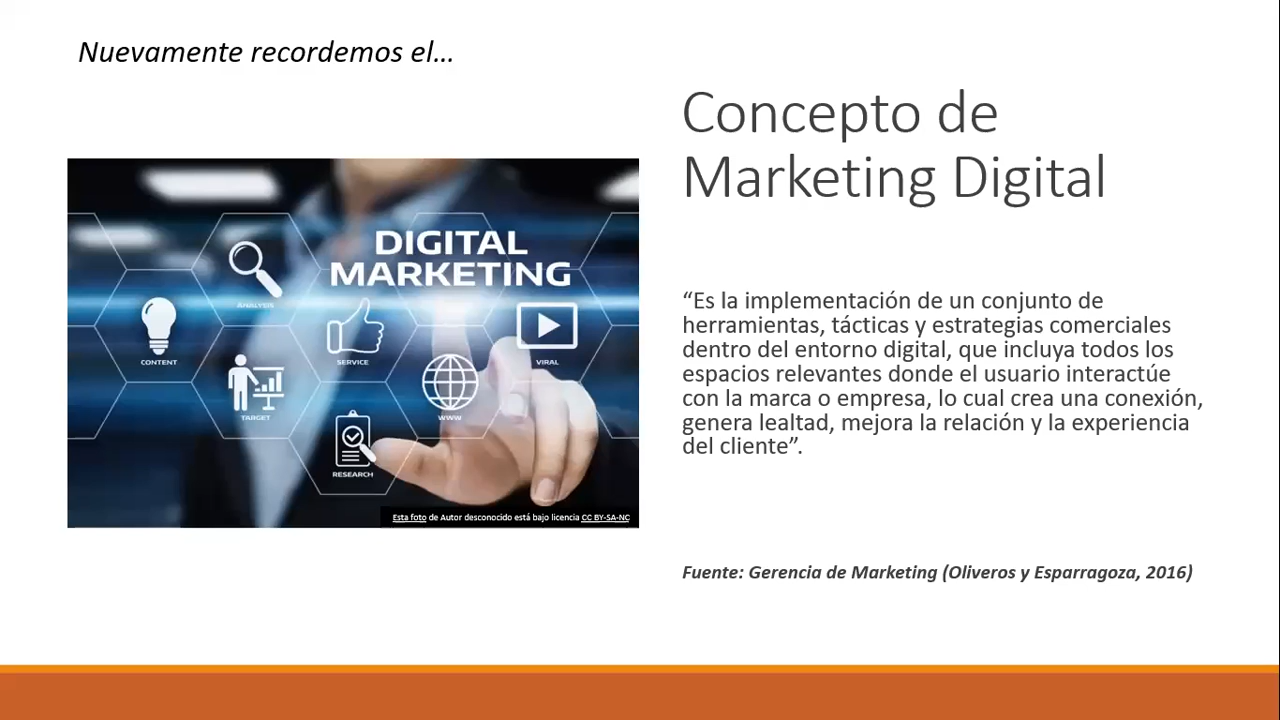 Nuevamente recordemos el...
Concepto de
Marketing Digital
DIGITAL
MARKETING
ANALYSIS
CONTENT
SERVICE
VIRAL
TARGET
WWW
RESEARCH
Esta foto de Autor desconocido está bajo licencia CC BY-SA-NC
“Es la implementación de un conjunto de
herramientas, tácticas y estrategias comerciales
dentro del entorno digital, que incluya todos los
espacios relevantes donde el usuario interactúe
con la marca o empresa, lo cual crea una conexión,
genera lealtad, mejora la relación y la experiencia
del cliente”.
Fuente: Gerencia de Marketing (Oliveros y Esparragoza, 2016)